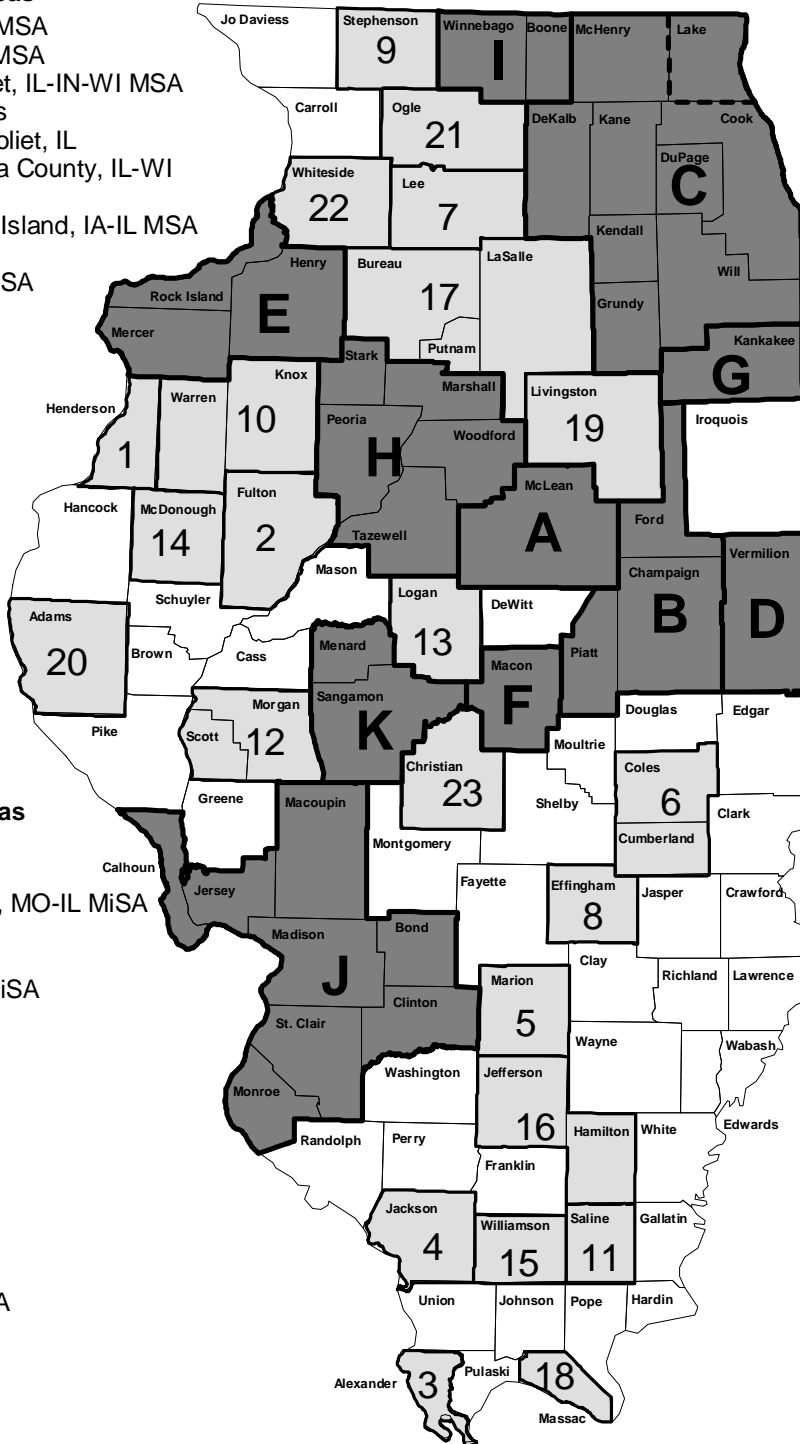 as
MSA
MSA
et, IL-IN-WI MSA
s
oliet, IL
a County, IL-WI
Island, IA-IL MSA
SA
as
, MO-IL MiSA
iSA
A
Jo Daviess
Stephenson
9
Winnebago
I
Boone
McHenry
Lake
Carroll
Ogle
21
DeKalb
Kane
Cook
DuPage
C
Whiteside
22
Lee
7
Kendall
Will
Rock Island
Henry
E
Mercer
Bureau
17
LaSalle
Putnam
Grundy
Kankakee
G
Stark
Marshall
Henderson
1
Warren
Knox
10
Peoria
H
Woodford
Livingston
19
Iroquois
Hancock
McDonough
14
Fulton
2
Tazewell
McLean
A
Ford
Mason
Schuyler
Logan
13
DeWitt
Champaign
B
Vermilion
D
Adams
20
Brown
Cass
Menard
Macon
F
Piatt
Pike
Morgan
12
Scott
Sangamon
K
Christian
23
Moultrie
Douglas
Edgar
Coles
6
Shelby
Cumberland
Clark
Greene
Macoupin
Montgomery
Calhoun
Jersey
Fayette
Effingham
8
Jasper
Crawford
Madison
J
Bond
Clay
Richland
Lawrence
Marion
5
Clinton
St. Clair
Wayne
Wabash
Washington
Jefferson
16
Monroe
Edwards
Randolph
Perry
Hamilton
White
Franklin
Jackson
4
Williamson
15
Saline
11
Gallatin
Union
Johnson
Pope
Hardin
Alexander
3
Pulaski
18
Massac